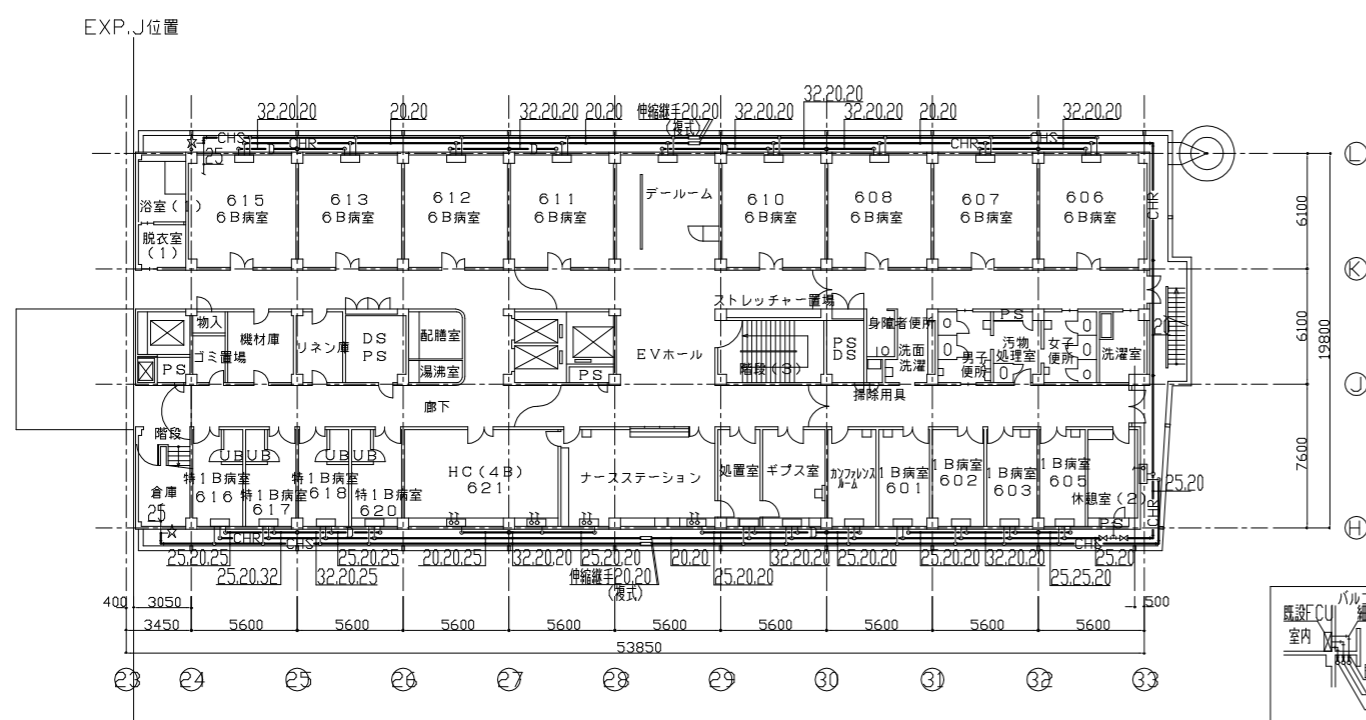 EXP.J位置
32,20,20
20,20
32,20,20
20,20
伸縮継手20,20
(複式)
32,20,20
32,20,20
32,20,20
20,20
32,20,20
CHS
CHR
CHR
CHS
25
L
浴室(1)
脱衣室
(1)
615
6B病室
613
6B病室
612
6B病室
611
6B病室
デールーム
610
6B病室
608
6B病室
607
6B病室
606
6B病室
CHR
6100
K
ストレッチャー置場
物入
機材庫
ゴミ置場
PS
リネン庫
DS
PS
配膳室
湯沸室
PS
EVホール
階段(3)
PS
DS
身障者便所
洗面
洗濯
男子
便所
PS
汚物
処理室
女子
便所
洗濯室
20
6100
19800
J
廊下
掃除用具
階段
倉庫
25
UB
UB
UB
UB
特1B病室
616
特1B病室
617
特1B病室
618
特1B病室
620
HC(4B)
621
ナースステーション
処置室
ギプス室
カンファレンス
ルーム
1B病室
601
1B病室
602
1B病室
603
1B病室
605
休憩室(2)
PS
25,20
CHR
7600
H
CHR
CHS
CHR
25,20,25
25,20,32
32,20,25
25,20,25
20,20,25
32,20,20
25,20,20
伸縮継手20,20
(複式)
20,20
25,20,20
32,20,20
25,20,20
25,20,20
32,20,20
25,25,20
25,20
400
3050
500
3450
5600
5600
5600
5600
5600
5600
5600
5600
5600
53850
23
24
25
26
27
28
29
30
31
32
33
既設FCU
室内